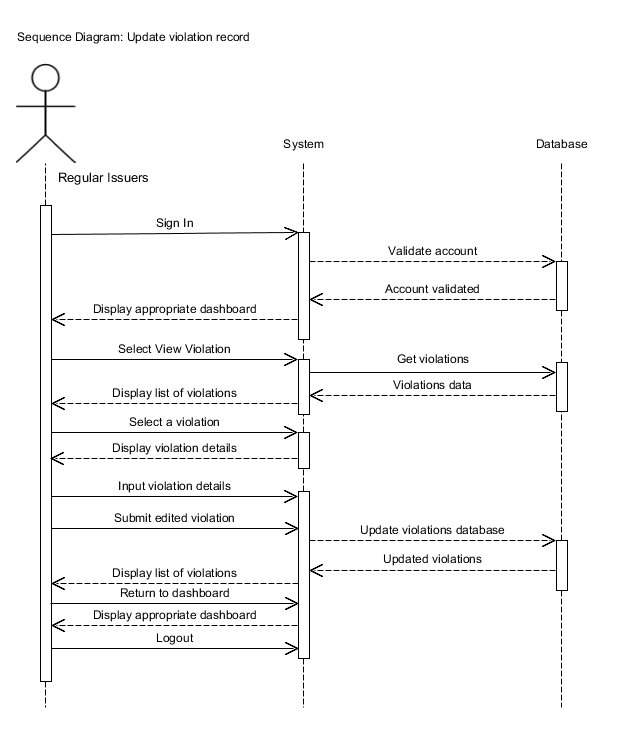 Sequence Diagram: Update violation record
System
Database
Regular Issuers
Sign In
Validate account
Account validated
Display appropriate dashboard
Select View Violation
Get violations
Violations data
Display list of violations
Select a violation
Display violation details
Input violation details
Submit edited violation
Update violations database
Updated violations
Display list of violations
Return to dashboard
Display appropriate dashboard
Logout